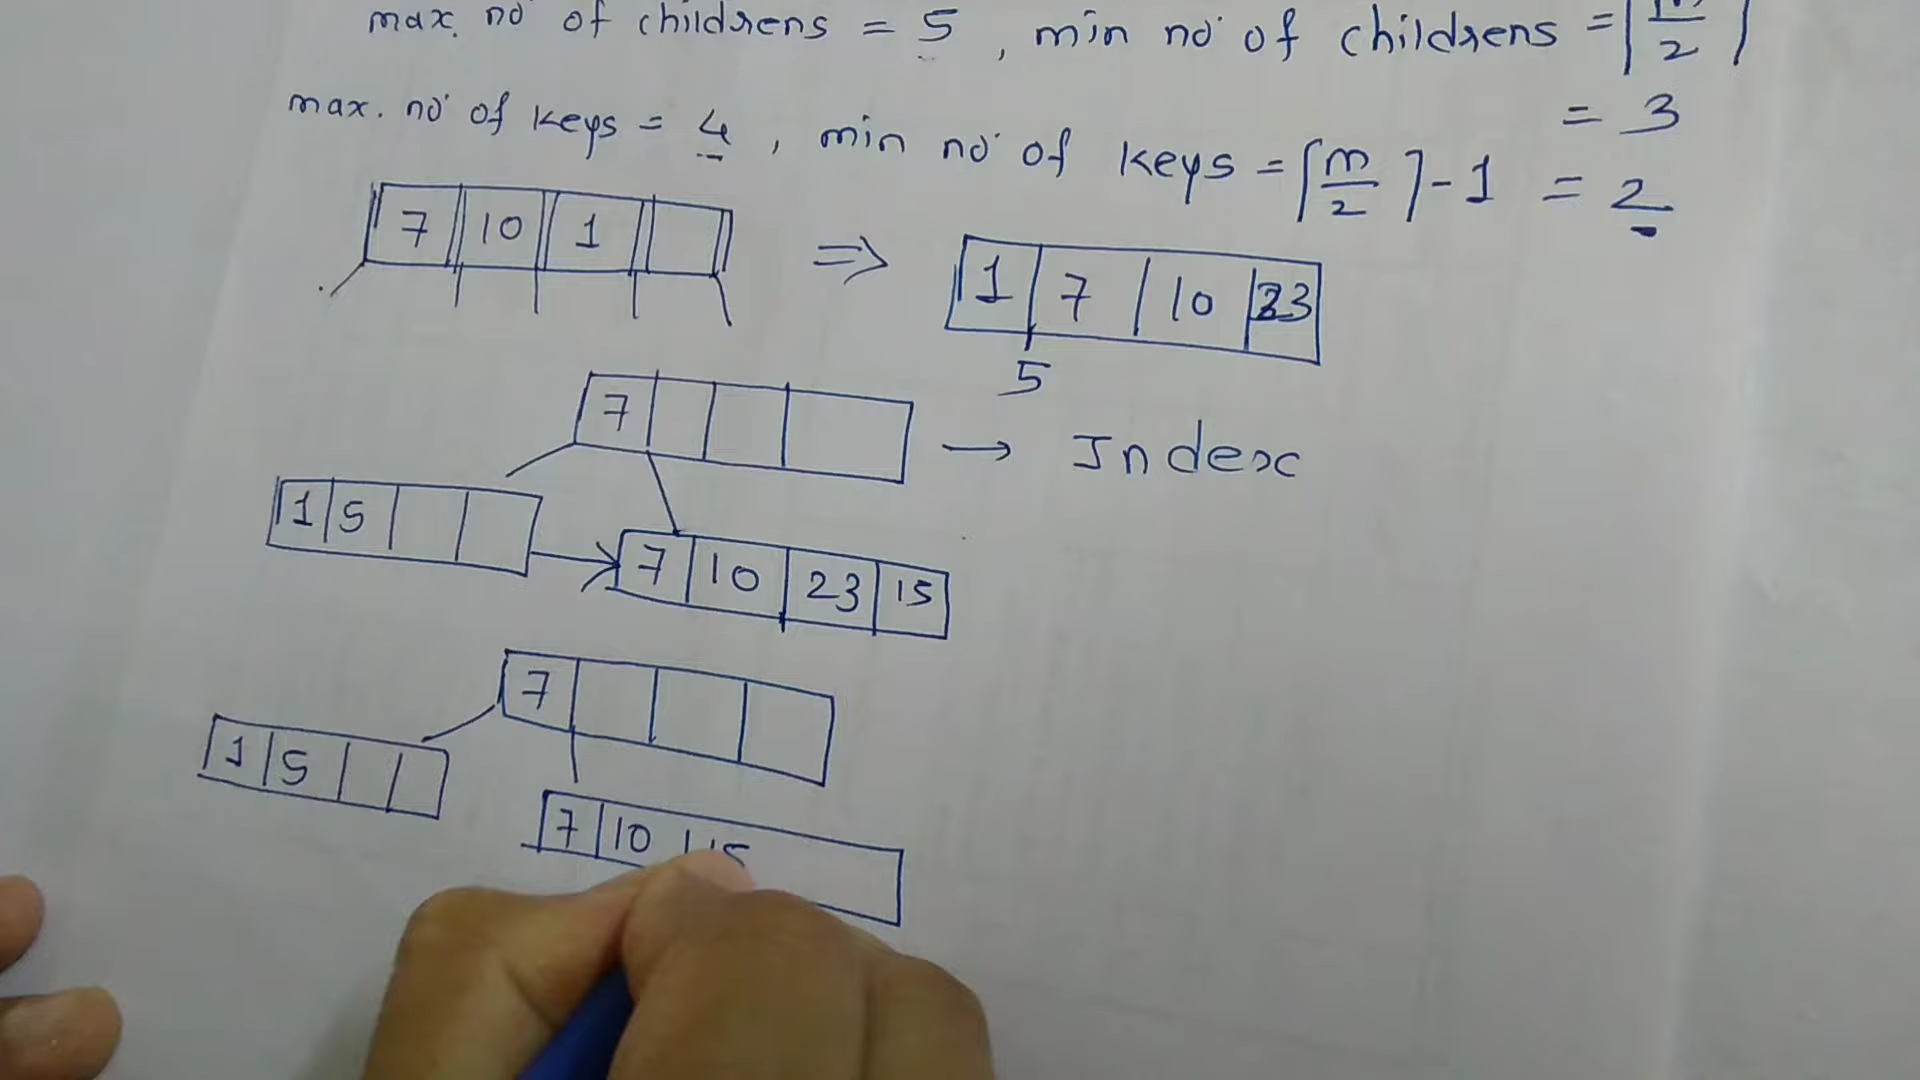 max. no of childrens = 5 , min no of childrens = ⌈m/2⌉
= 3
max. no of keys = 4 , min no of keys = ⌈m/2⌉ - 1 = 2
7 10 1 ⇒ 1 7 10 23
5
7 → Index
1 5 → 7 10 23 15
7
1 5
7 10 15